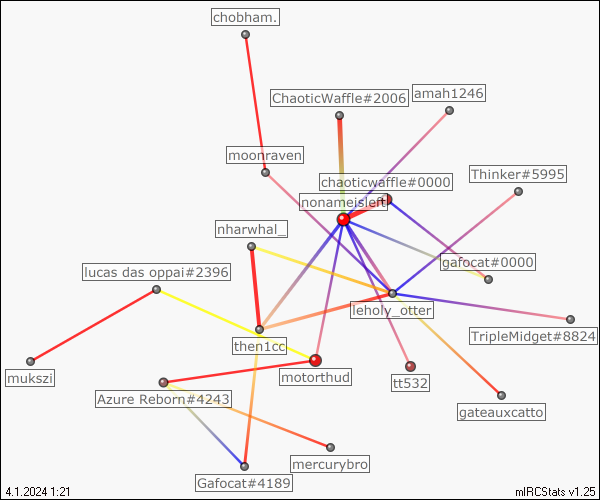 chobham.
ChaoticWaffle#2006
amah1246
moonraven
chaoticwaffle#0000
Thinker#5995
nonameisleft
nharwhal_
gafocat#0000
lucas das oppai#2396
leholy_otter
TripleMidget#8824
then1cc
mukszi
motorthud
tt532
Azure Reborn#4243
gateauxcatto
mercurybro
Gafocat#4189
4.1.2024 1:21
mIRCStats v1.25